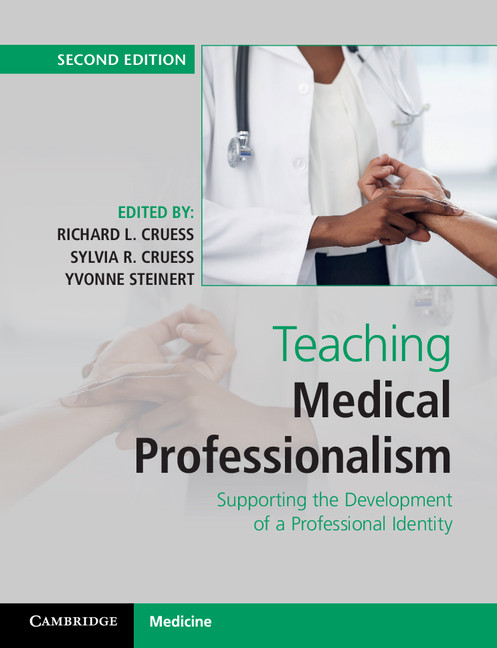 SECOND EDITION
EDITED BY:
RICHARD L. CRUESS
SYLVIA R. CRUESS
YVONNE STEINERT
Teaching
Medical
Professionalism
Supporting the Development
of a Professional Identity
CAMBRIDGE Medicine